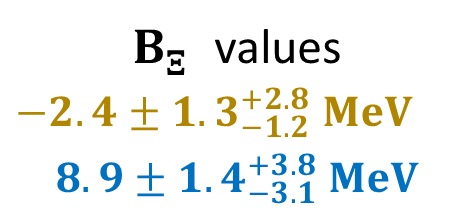 B_Ξ values
−2.4 ± 1.3^{+2.8}_{−1.2} MeV
8.9 ± 1.4^{+3.8}_{−3.1} MeV